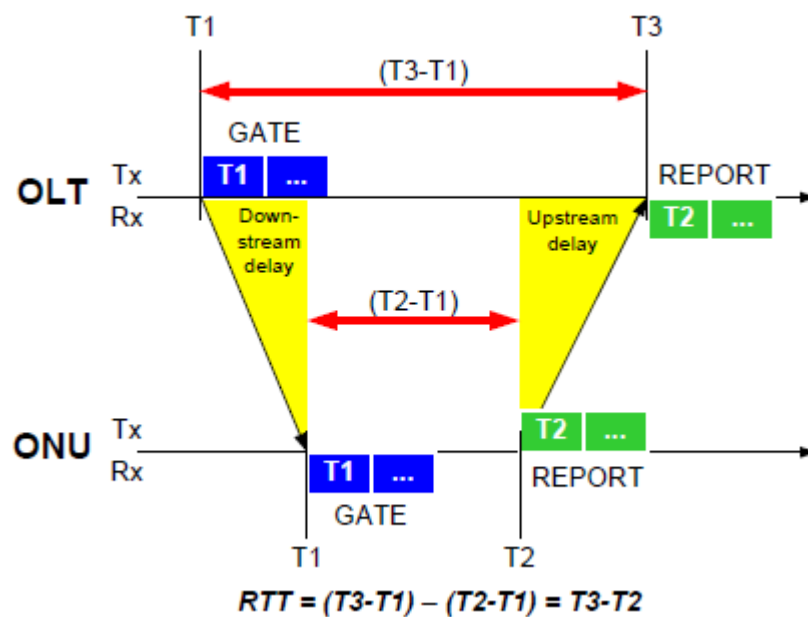 T1 T3
(T3-T1)
GATE
T1 ...
REPORT
OLT Tx
Rx
T2 ...
Down-
stream
delay
Upstream
delay
(T2-T1)
ONU Tx
Rx
T2 ...
T1 ...
REPORT
GATE
T1 T2
RTT = (T3-T1) – (T2-T1) = T3-T2